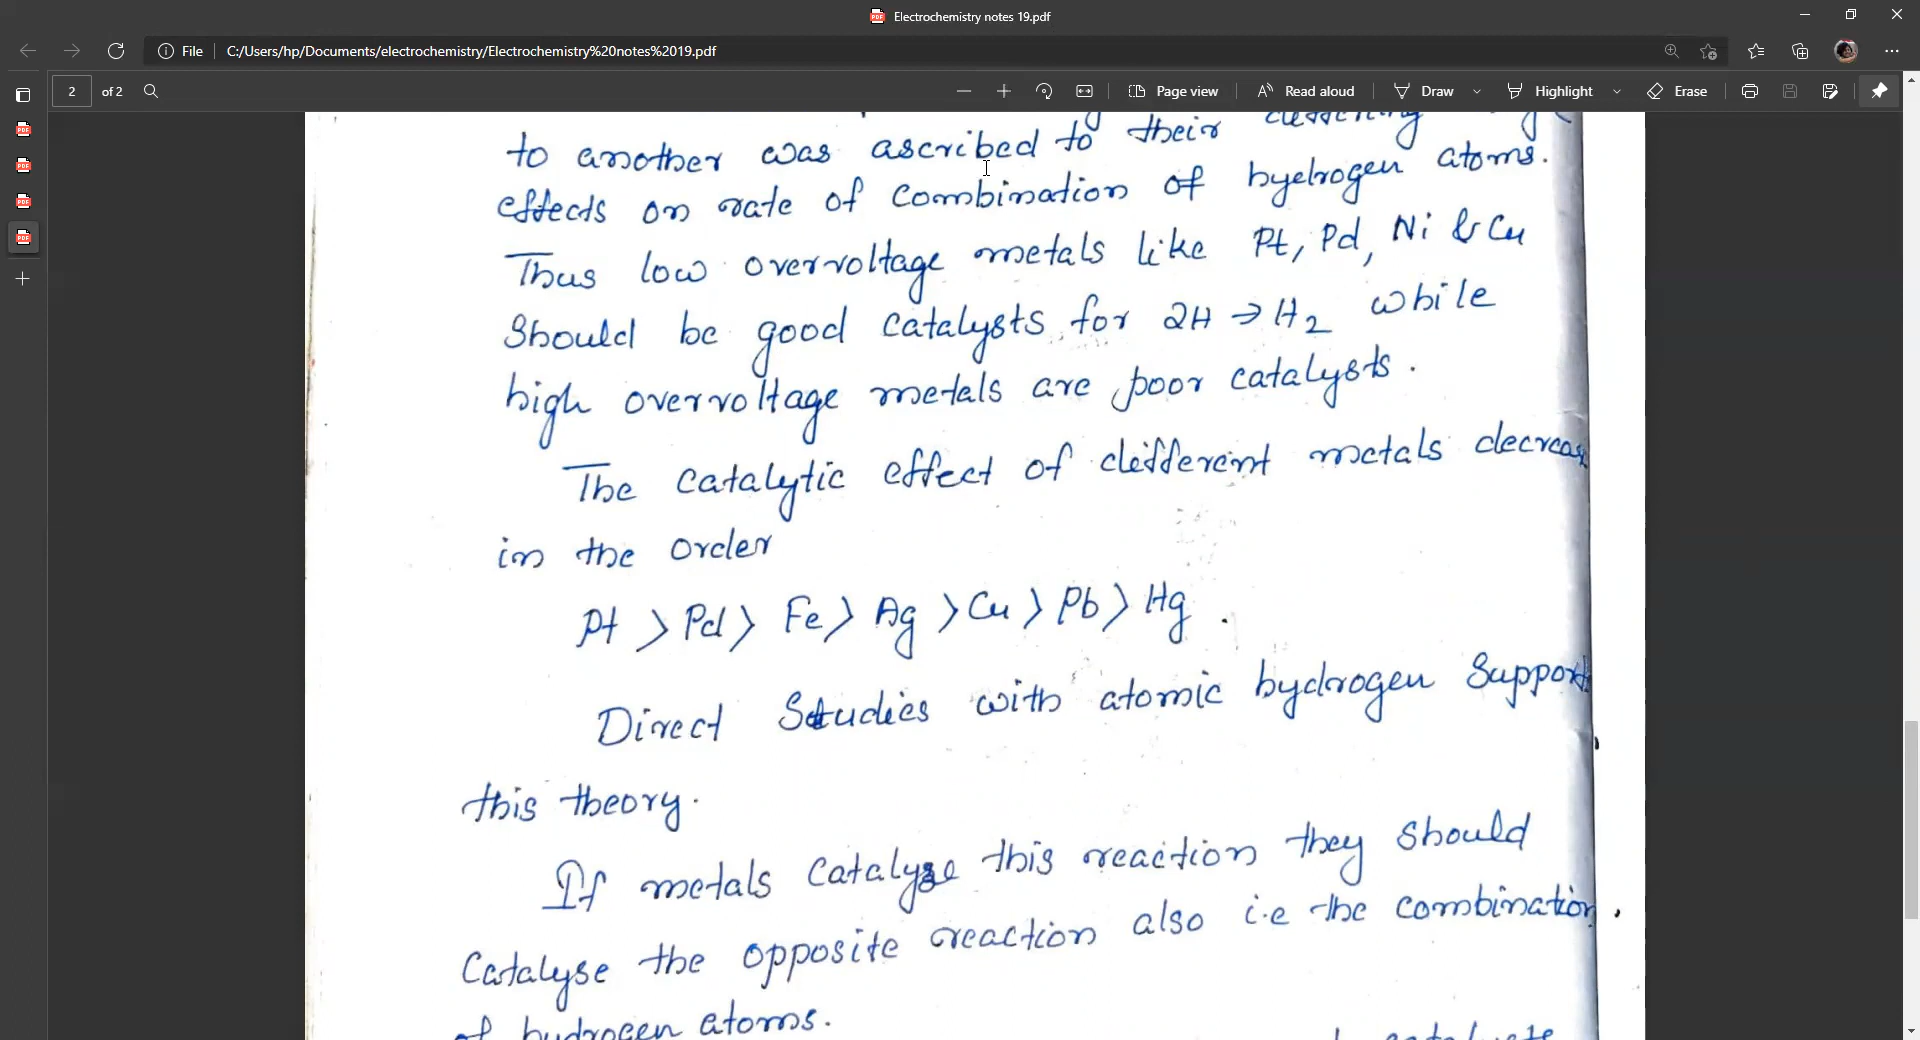 Electrochemistry notes 19.pdf
File C:/Users/hp/Documents/electrochemistry/Electrochemistry%20notes%2019.pdf
2 of 2 Page view Read aloud Draw Highlight Erase
to another was ascribed to their
effects on rate of combination of hydrogen atoms.
Thus low overvoltage metals like Pt, Pd, Ni & Cu
Should be good catalysts for 2H → H2 while
high overvoltage metals are poor catalysts.
The catalytic effect of different metals decreas
in the order
Pt > Pd > Fe > Ag > Cu > Pb > Hg .
Direct Studies with atomic hydrogen Support
this theory.
If metals Catalyse this reaction they should
Catalyse the opposite reaction also i.e the combination
of hydrogen atoms.